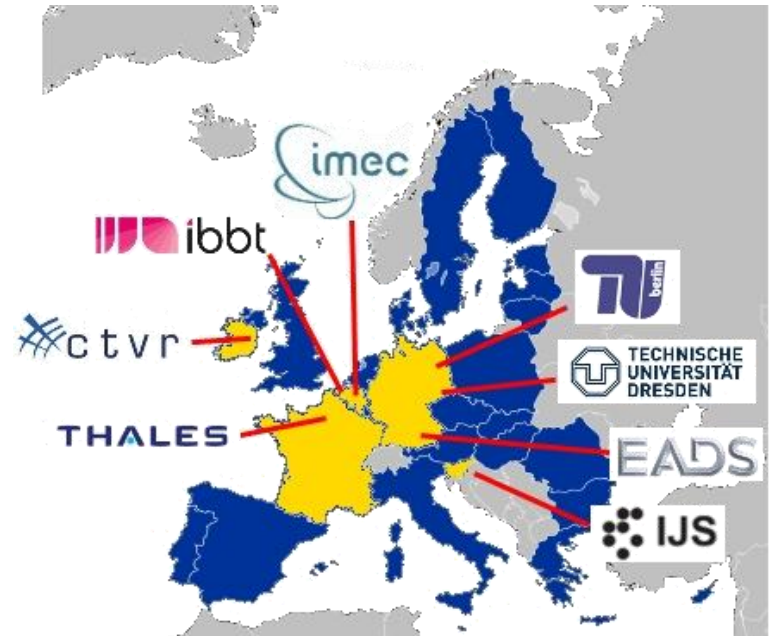 imec
ibbt
TU
berlin
ctvr
TECHNISCHE
UNIVERSITÄT
DRESDEN
THALES
EADS
IJS